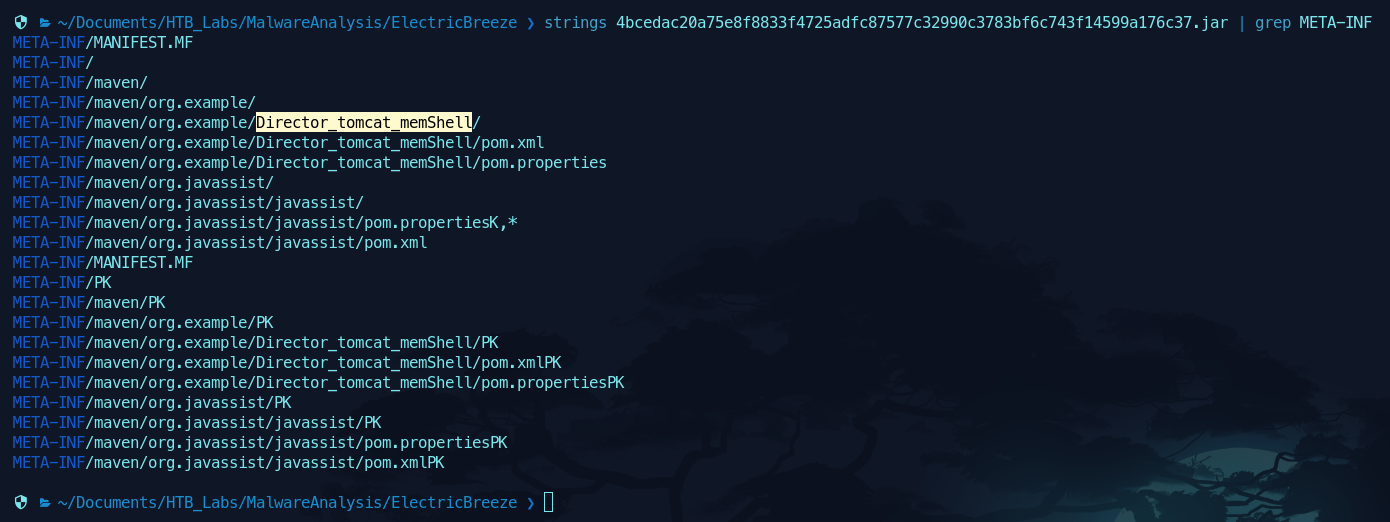 ~/Documents/HTB_Labs/MalwareAnalysis/ElectricBreeze ❯ strings 4bcedac20a75e8f8833f4725adfc87577c32990c3783bf6c743f14599a176c37.jar | grep META-INF
META-INF/MANIFEST.MF
META-INF/
META-INF/maven/
META-INF/maven/org.example/
META-INF/maven/org.example/Director_tomcat_memShell/
META-INF/maven/org.example/Director_tomcat_memShell/pom.xml
META-INF/maven/org.example/Director_tomcat_memShell/pom.properties
META-INF/maven/org.javassist/
META-INF/maven/org.javassist/javassist/
META-INF/maven/org.javassist/javassist/pom.propertiesK,*
META-INF/maven/org.javassist/javassist/pom.xml
META-INF/MANIFEST.MF
META-INF/PK
META-INF/maven/PK
META-INF/maven/org.example/PK
META-INF/maven/org.example/Director_tomcat_memShell/PK
META-INF/maven/org.example/Director_tomcat_memShell/pom.xmlPK
META-INF/maven/org.example/Director_tomcat_memShell/pom.propertiesPK
META-INF/maven/org.javassist/PK
META-INF/maven/org.javassist/javassist/PK
META-INF/maven/org.javassist/javassist/pom.propertiesPK
META-INF/maven/org.javassist/javassist/pom.xmlPK
~/Documents/HTB_Labs/MalwareAnalysis/ElectricBreeze ❯